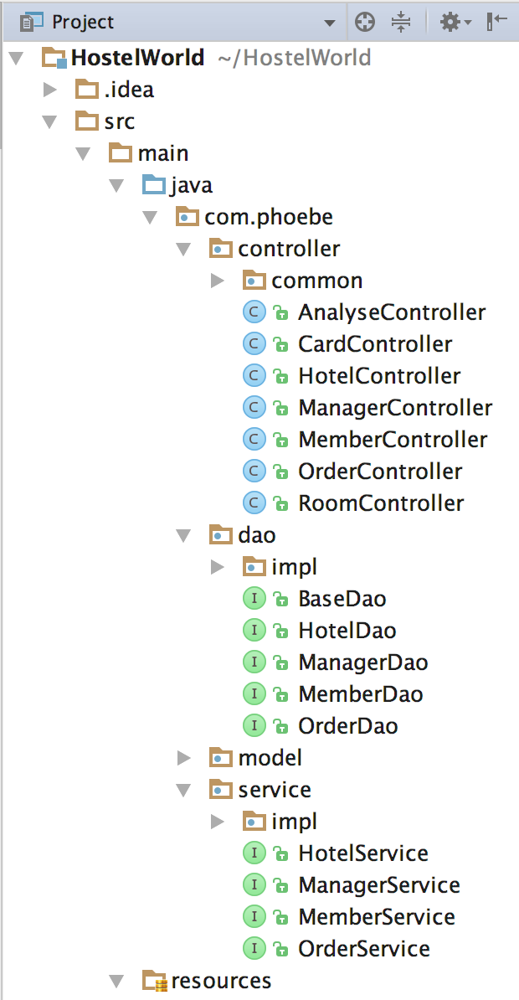 Project
HostelWorld ~/HostelWorld
.idea
src
main
java
com.phoebe
controller
common
C AnalyseController
C CardController
C HotelController
C ManagerController
C MemberController
C OrderController
C RoomController
dao
impl
I BaseDao
I HotelDao
I ManagerDao
I MemberDao
I OrderDao
model
service
impl
I HotelService
I ManagerService
I MemberService
I OrderService
resources